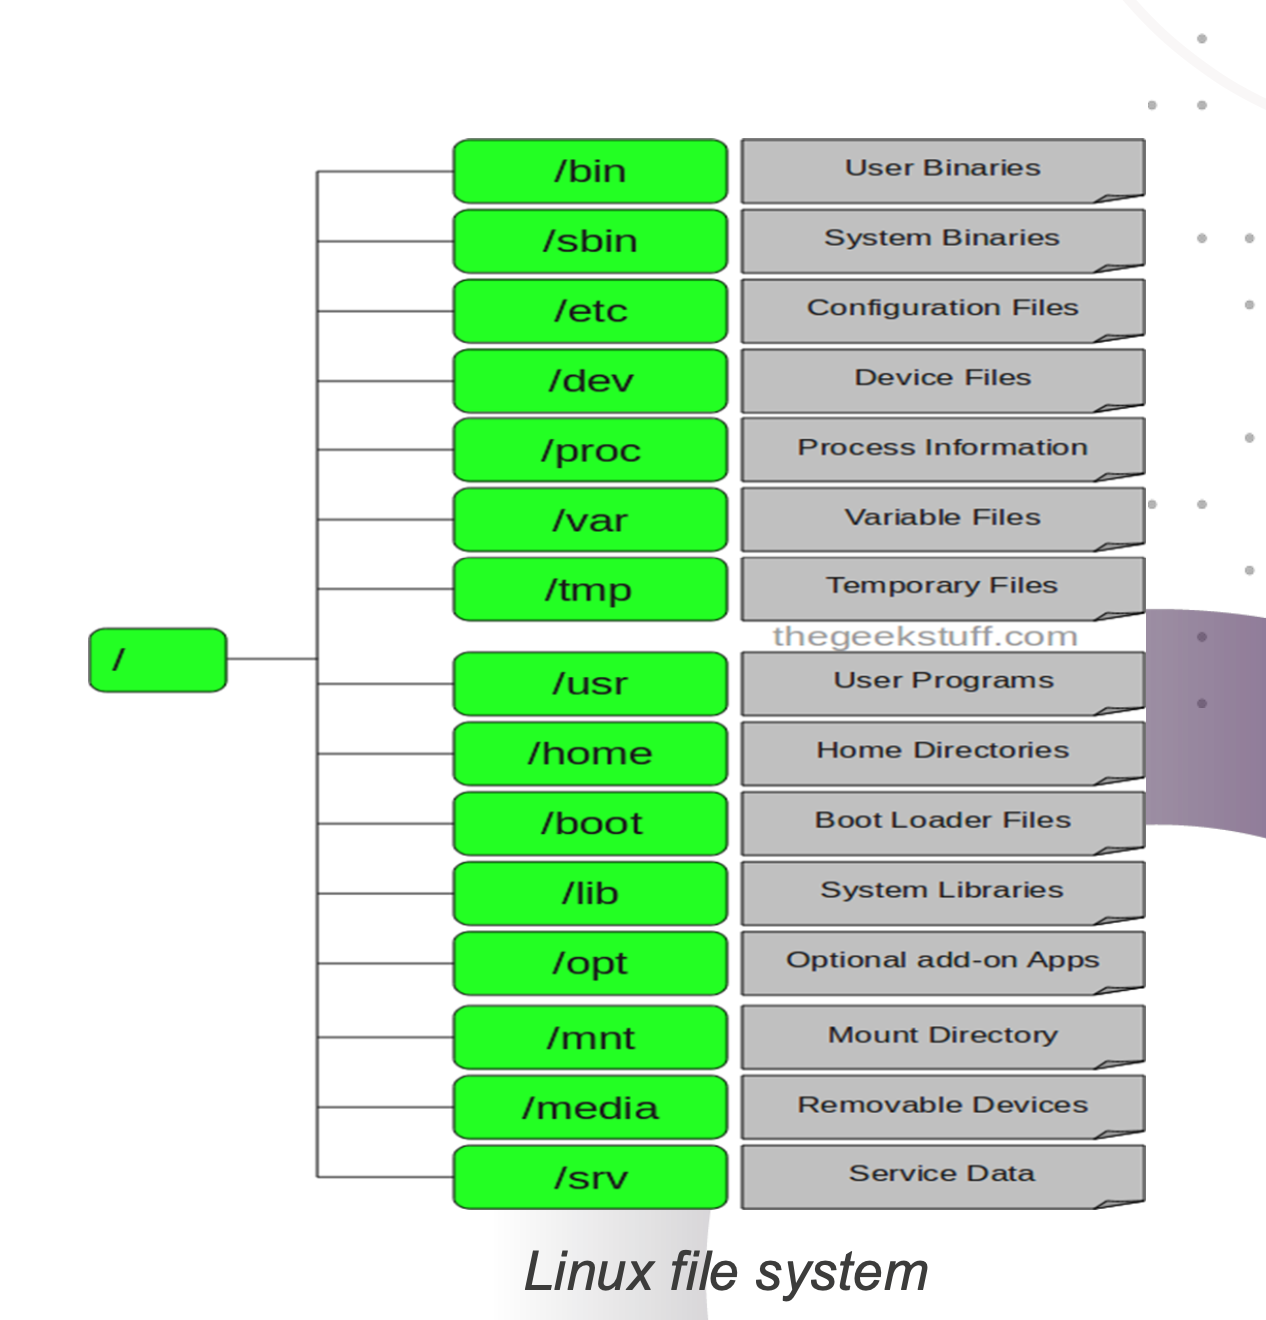 /bin User Binaries
/sbin System Binaries
/etc Configuration Files
/dev Device Files
/proc Process Information
/var Variable Files
/tmp Temporary Files
thegeekstuff.com
/
/usr User Programs
/home Home Directories
/boot Boot Loader Files
/lib System Libraries
/opt Optional add-on Apps
/mnt Mount Directory
/media Removable Devices
/srv Service Data
Linux file system